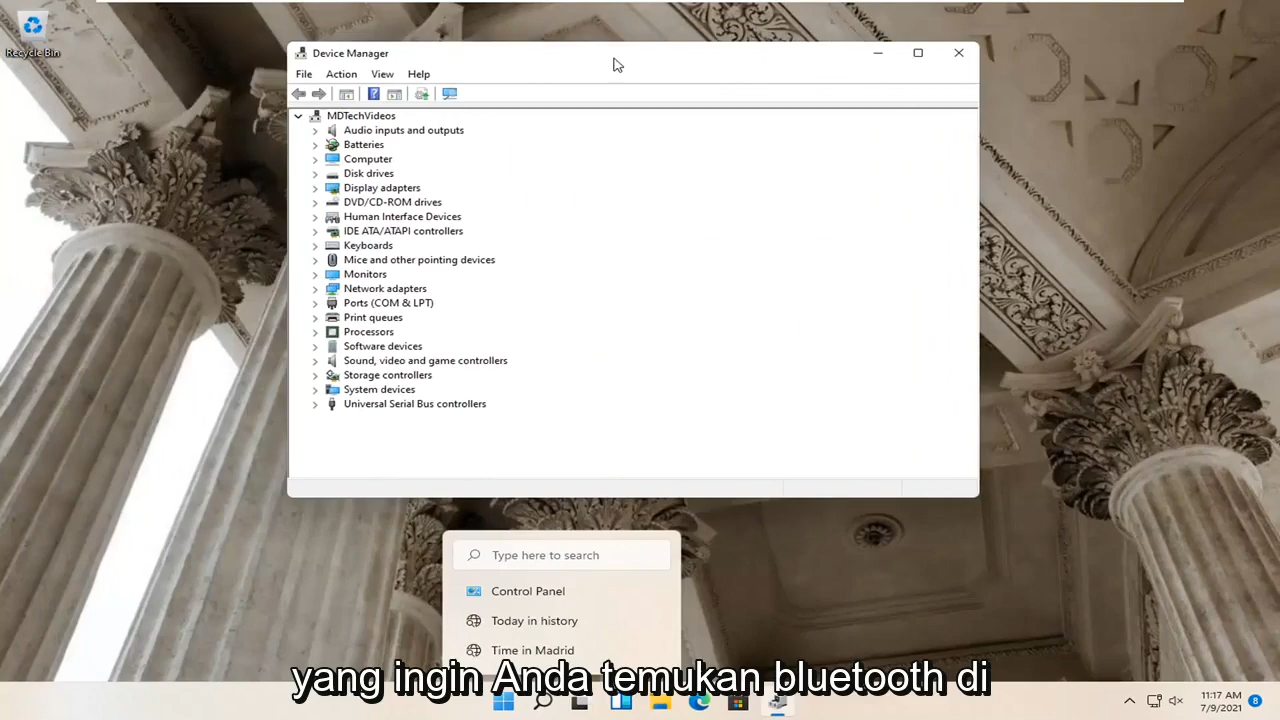 Recycle Bin
Device Manager
File Action View Help
MDTechVideos
Audio inputs and outputs
Batteries
Computer
Disk drives
Display adapters
DVD/CD-ROM drives
Human Interface Devices
IDE ATA/ATAPI controllers
Keyboards
Mice and other pointing devices
Monitors
Network adapters
Ports (COM & LPT)
Print queues
Processors
Software devices
Sound, video and game controllers
Storage controllers
System devices
Universal Serial Bus controllers
Type here to search
Control Panel
Today in history
Time in Madrid
yang ingin Anda temukan bluetooth di
11:17 AM
7/9/2021
8